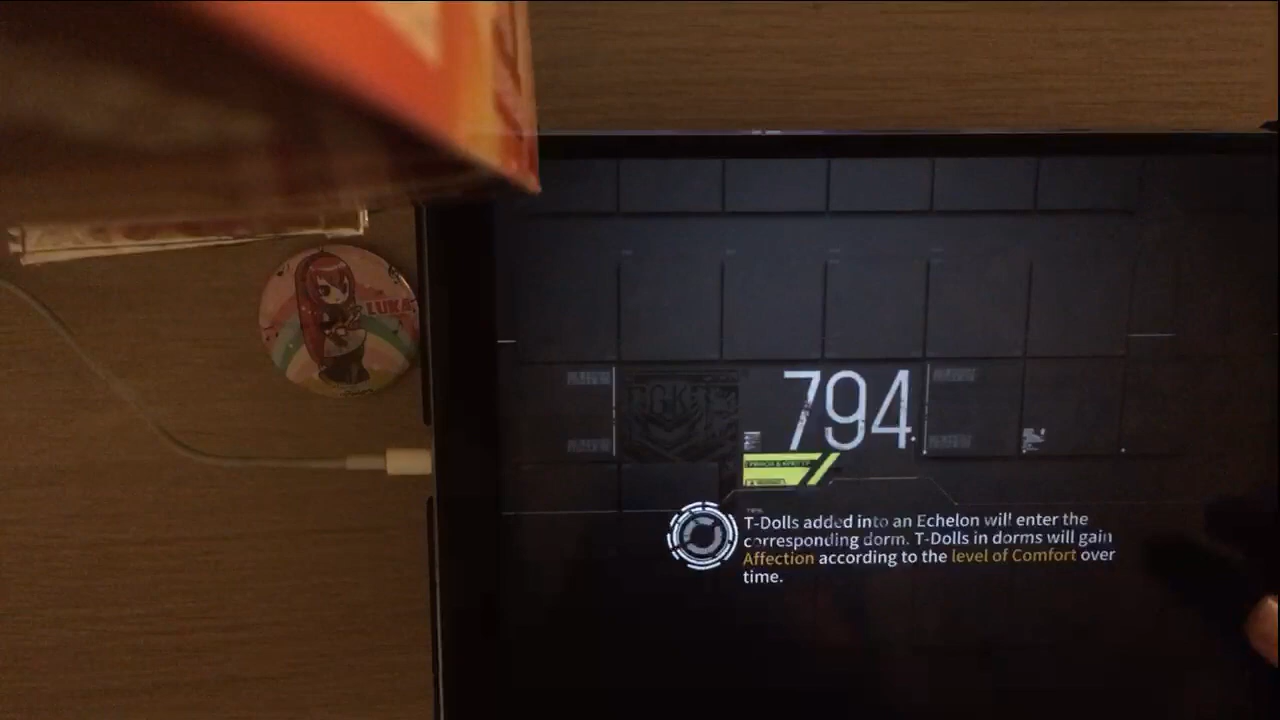 LUKA
794
TIPS
T-Dolls added into an Echelon will enter the
corresponding dorm. T-Dolls in dorms will gain
Affection according to the level of Comfort over
time.